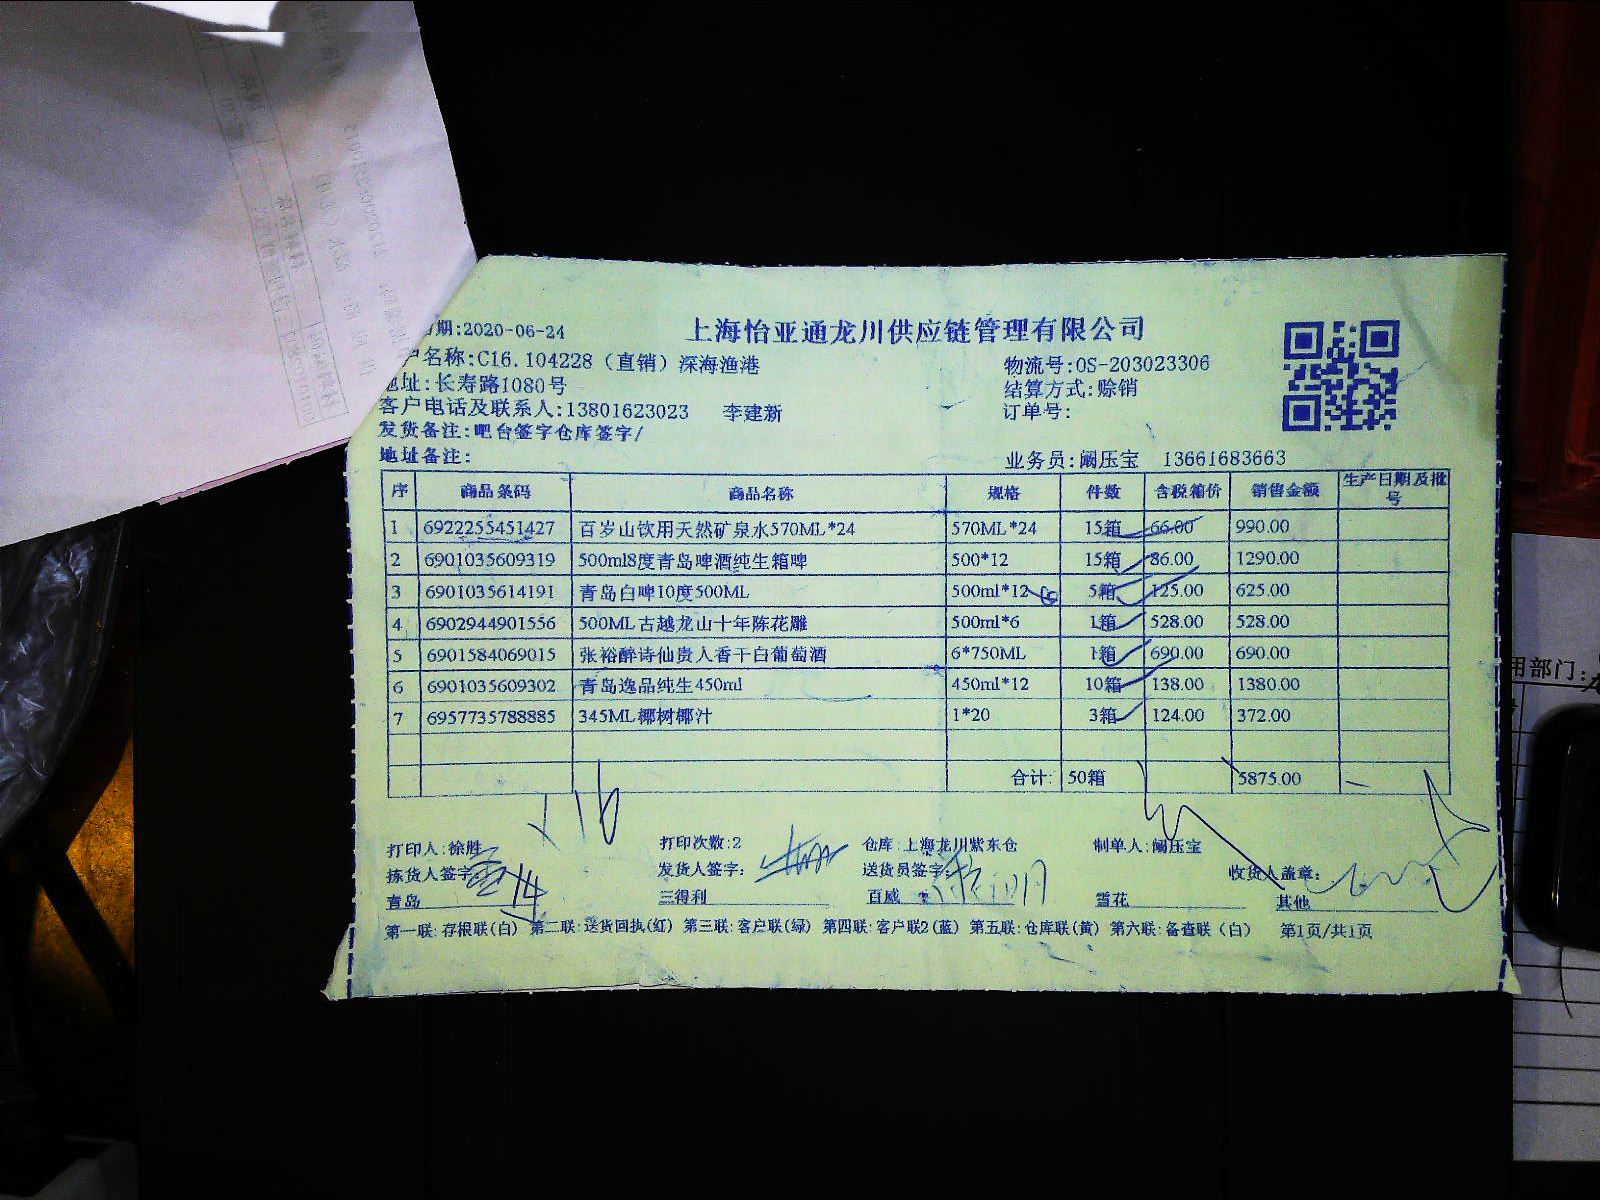 期:2020-06-24
上海怡亚通龙川供应链管理有限公司
户名称:C16.104228（直销）深海渔港
物流号:OS-203023306
地址:长寿路1080号
结算方式:赊销
客户电话及联系人:13801623023 李建新
订单号:
发货备注:吧台签字仓库签字/
地址备注:
业务员:阚压宝 13661683663
序 商品条码 商品名称 规格 件数 含税箱价 销售金额 生产日期及批号
1 6922255451427 百岁山饮用天然矿泉水570ML*24 570ML*24 15箱 66.00 990.00
2 6901035609319 500ml8度青岛啤酒纯生箱啤 500*12 15箱 86.00 1290.00
3 6901035614191 青岛白啤10度500ML 500ml*12 5箱 125.00 625.00
4 6902944901556 500ML古越龙山十年陈花雕 500ml*6 1箱 528.00 528.00
5 6901584069015 张裕醉诗仙贵人香干白葡萄酒 6*750ML 1箱 690.00 690.00
6 6901035609302 青岛逸品纯生450ml 450ml*12 10箱 138.00 1380.00
7 6957735788885 345ML椰树椰汁 1*20 3箱 124.00 372.00
合计: 50箱 5875.00
打印人:徐胜 打印次数:2 仓库:上海龙川紫东仓 制单人:阚压宝
拣货人签字: 发货人签字: 送货员签字: 收货人盖章:
青岛 三得利 百威 雪花 其他
第一联:存根联(白) 第二联:送货回执(红) 第三联:客户联(绿) 第四联:客户联2(蓝) 第五联:仓库联(黄) 第六联:备查联(白) 第1页/共1页
用部门: